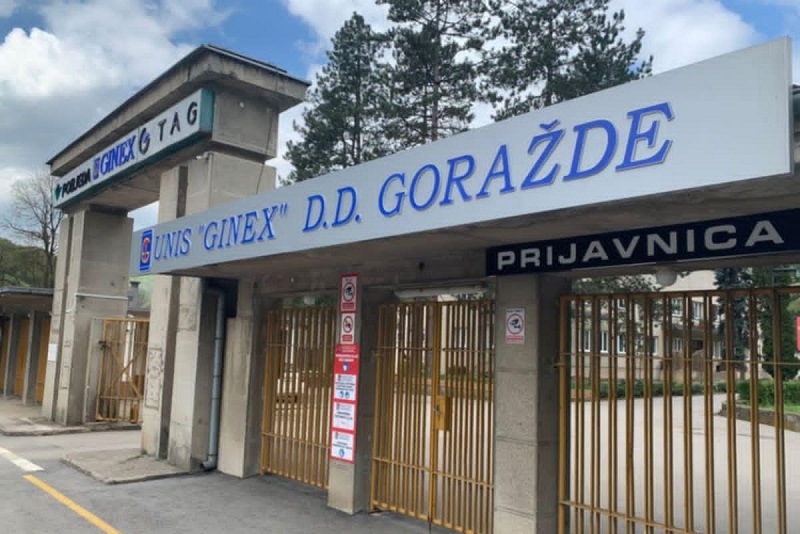 POBJEDA GINEX TAG
UNIS "GINEX" D.D. GORAŽDE
PRIJAVNICA